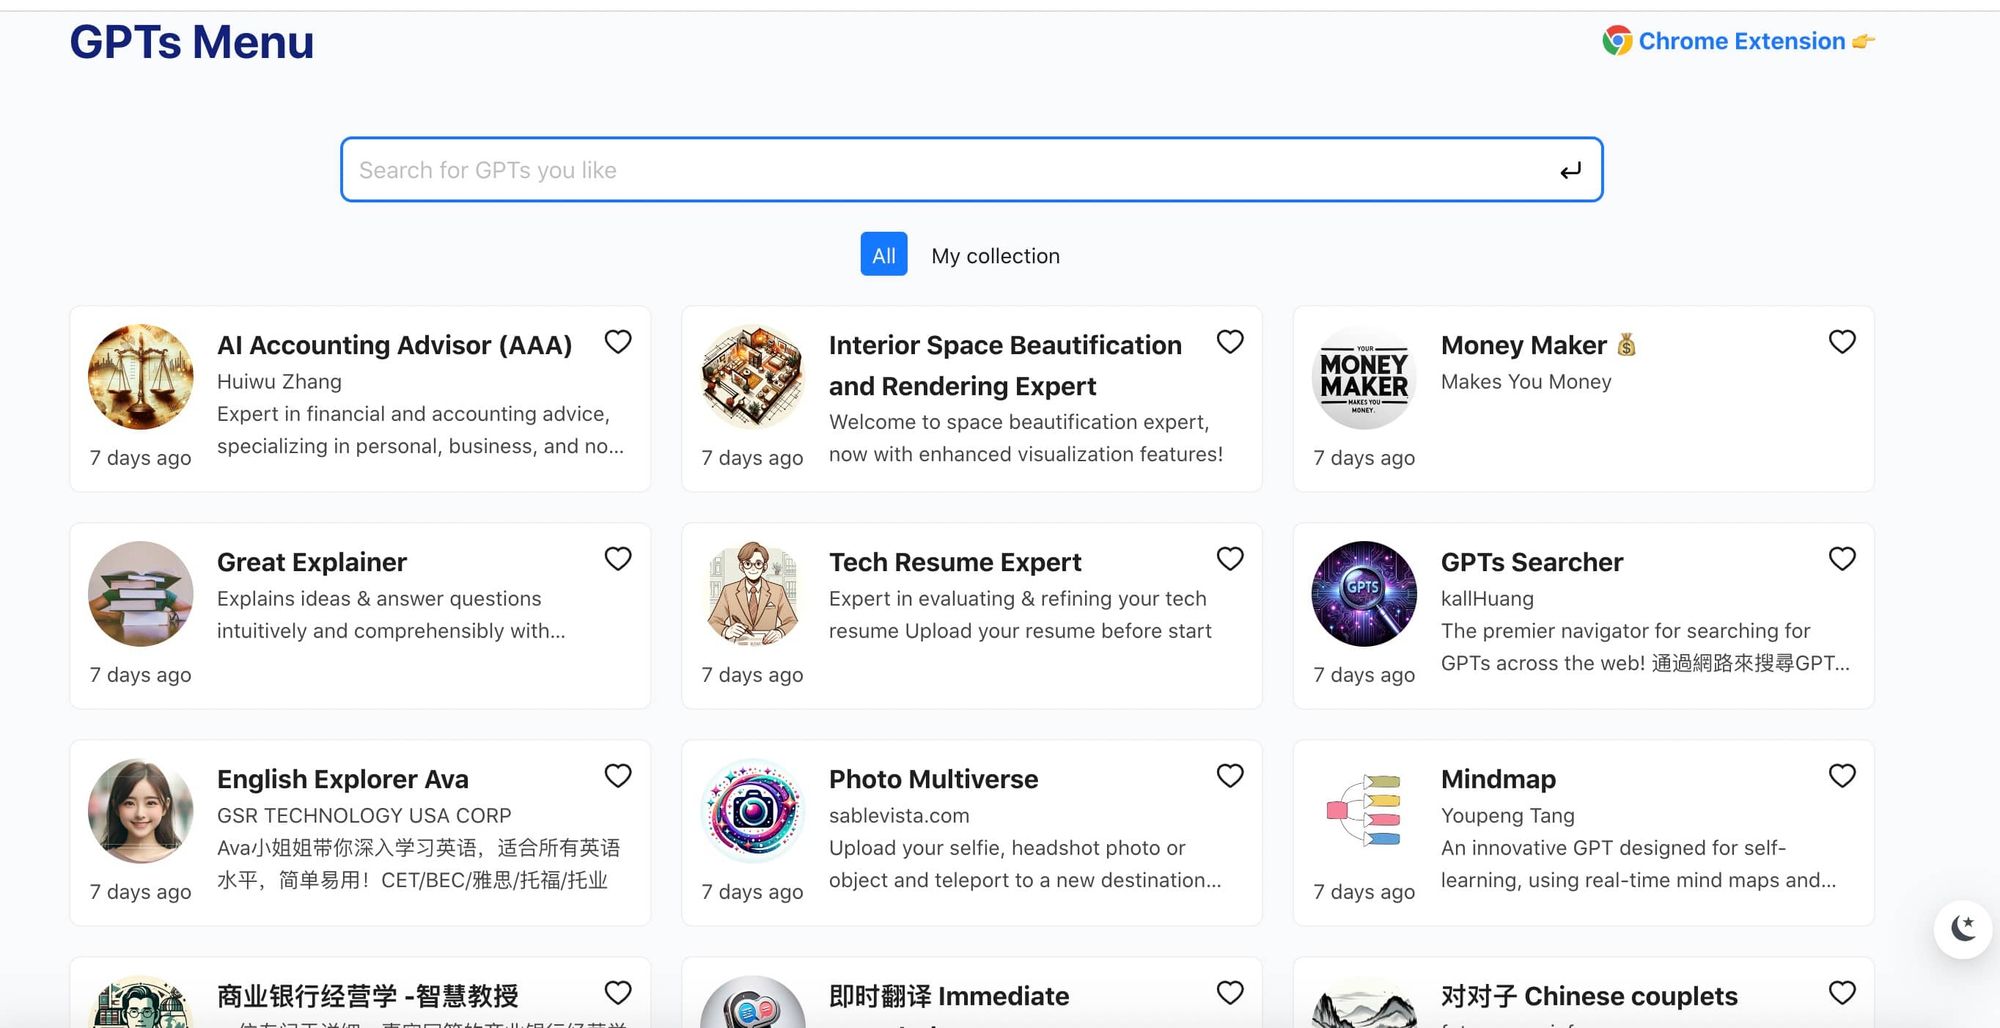 GPTs Menu
Chrome Extension 👉
Search for GPTs you like
All
My collection
AI Accounting Advisor (AAA)
Huiwu Zhang
Expert in financial and accounting advice,
specializing in personal, business, and no...
7 days ago
Interior Space Beautification
and Rendering Expert
Welcome to space beautification expert,
now with enhanced visualization features!
7 days ago
YOUR
MONEY
MAKER
MAKES YOU
MONEY.
Money Maker 💰
Makes You Money
7 days ago
Great Explainer
Explains ideas & answer questions
intuitively and comprehensibly with...
7 days ago
Tech Resume Expert
Expert in evaluating & refining your tech
resume Upload your resume before start
7 days ago
GPTS
GPTs Searcher
kallHuang
The premier navigator for searching for
GPTs across the web! 通過網路來搜尋GPT...
7 days ago
English Explorer Ava
GSR TECHNOLOGY USA CORP
Ava小姐姐带你深入学习英语，适合所有英语
水平，简单易用！CET/BEC/雅思/托福/托业
7 days ago
Photo Multiverse
sablevista.com
Upload your selfie, headshot photo or
object and teleport to a new destination...
7 days ago
Mindmap
Youpeng Tang
An innovative GPT designed for self-
learning, using real-time mind maps and...
7 days ago
商业银行经营学 -智慧教授
即时翻译 Immediate
对对子 Chinese couplets